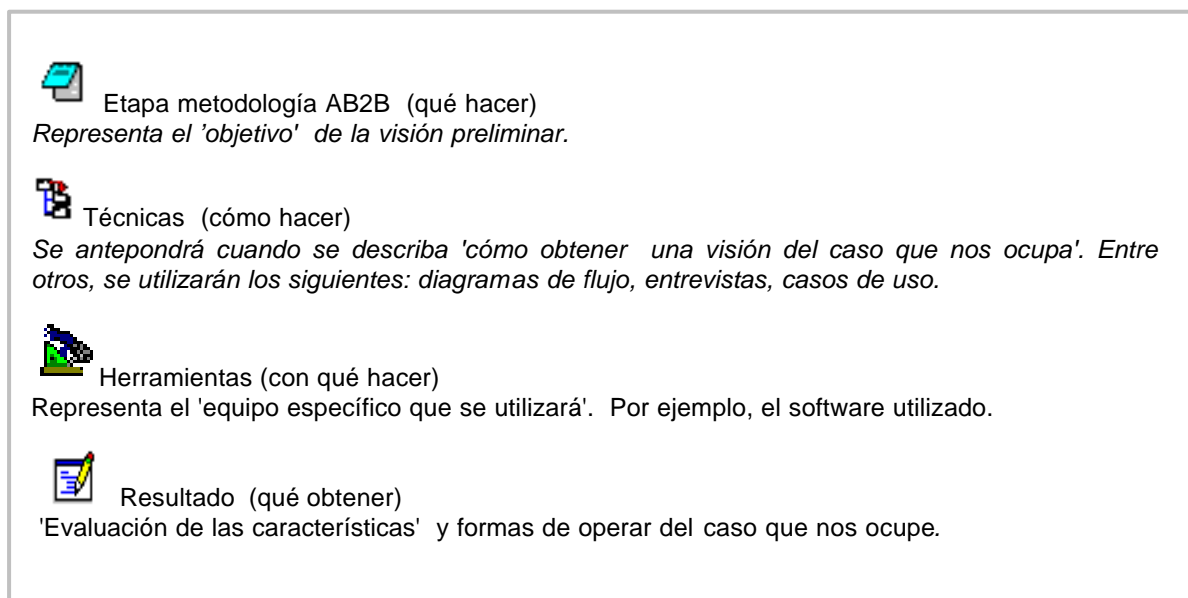 Etapa metodología AB2B (qué hacer)
Representa el ’objetivo' de la visión preliminar.
Técnicas (cómo hacer)
Se antepondrá cuando se describa 'cómo obtener una visión del caso que nos ocupa'. Entre
otros, se utilizarán los siguientes: diagramas de flujo, entrevistas, casos de uso.
Herramientas (con qué hacer)
Representa el 'equipo específico que se utilizará'. Por ejemplo, el software utilizado.
Resultado (qué obtener)
'Evaluación de las características' y formas de operar del caso que nos ocupe.